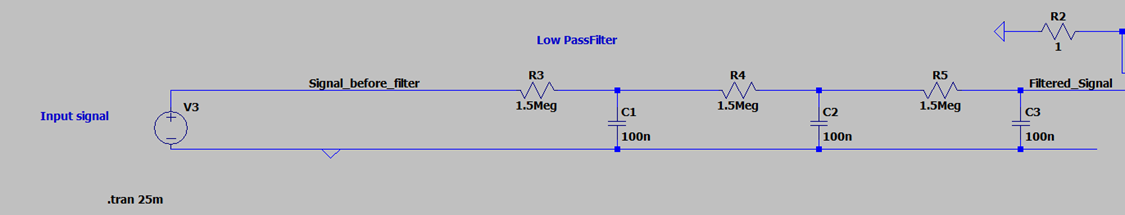 R2
1
Low PassFilter
R3
R4
R5
Signal_before_filter
Filtered_Signal
V3
1.5Meg
1.5Meg
1.5Meg
Input signal
C1
C2
C3
100n
100n
100n
.tran 25m